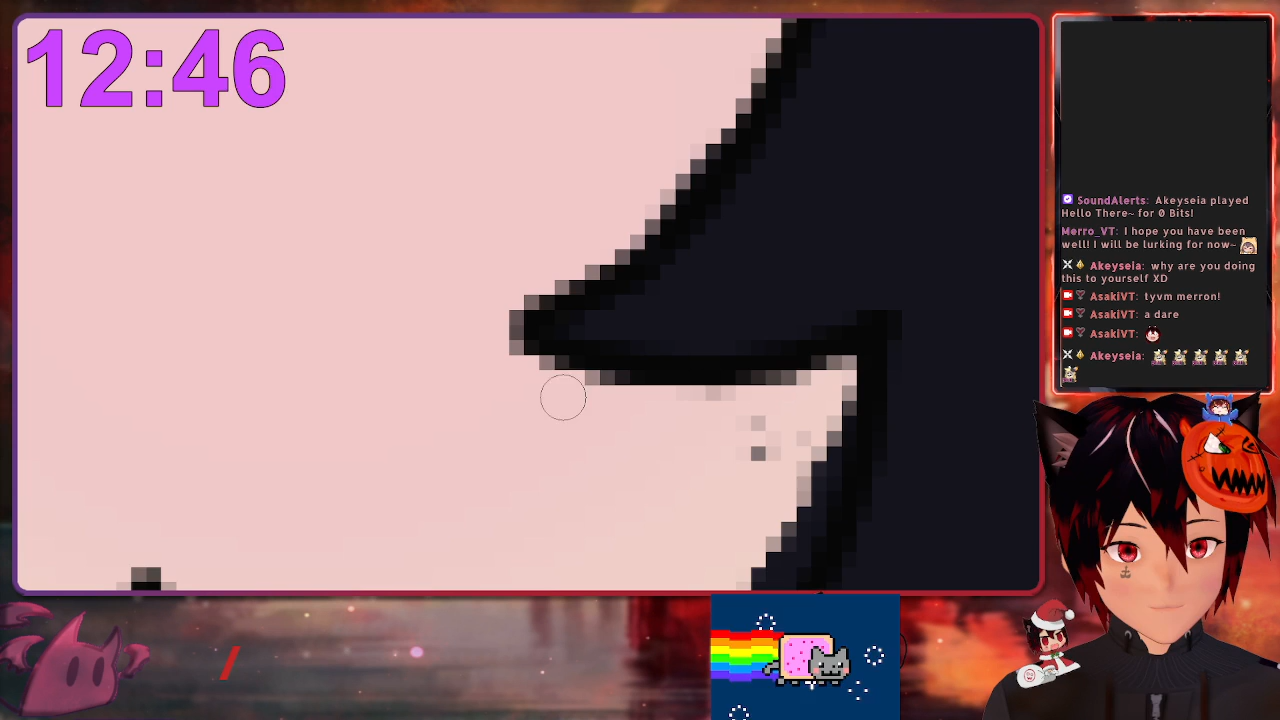 12:46
SoundAlerts: Akeyseia played
Hello There~ for 0 Bits!
Merro_VT: I hope you have been
well! I will be lurking for now~
Akeyseia: why are you doing
this to yourself XD
AsakiVT: tyvm merron!
AsakiVT: a dare
AsakiVT:
Akeyseia:
/